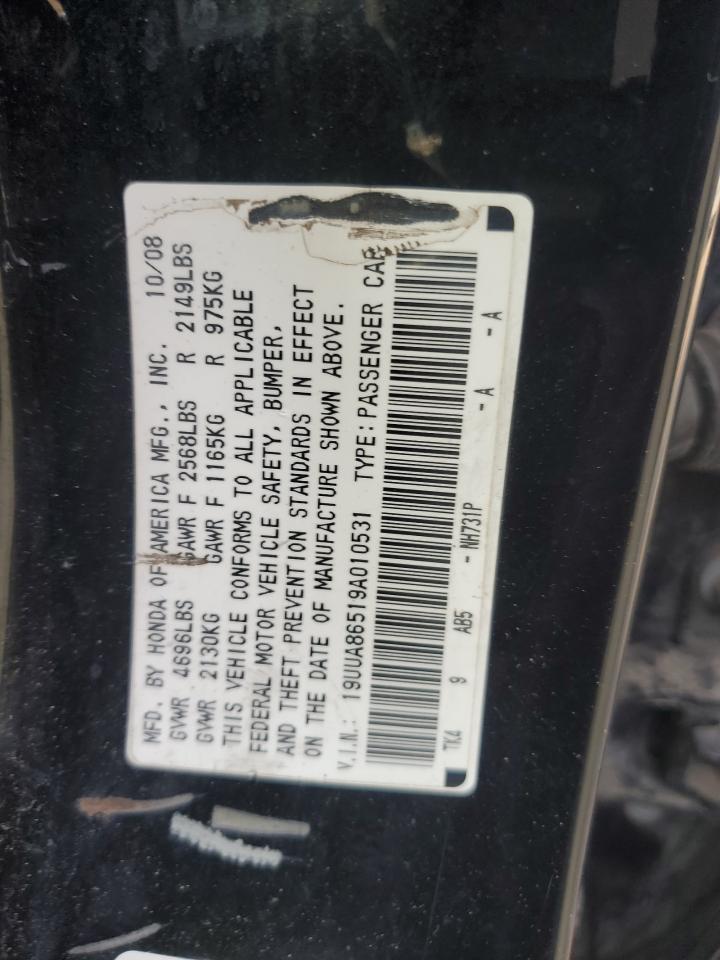 MFD. BY HONDA OF AMERICA MFG., INC. 10/08
GVWR 4696LBS GAWR F 2568LBS R 2149LBS
GVWR 2130KG GAWR F 1165KG R 975KG
THIS VEHICLE CONFORMS TO ALL APPLICABLE
FEDERAL MOTOR VEHICLE SAFETY, BUMPER,
AND THEFT PREVENTION STANDARDS IN EFFECT
ON THE DATE OF MANUFACTURE SHOWN ABOVE.
V.I.N.: 19UUA86519A010531 TYPE: PASSENGER CAR
TK4 9 AB5 - NH731P - A - A